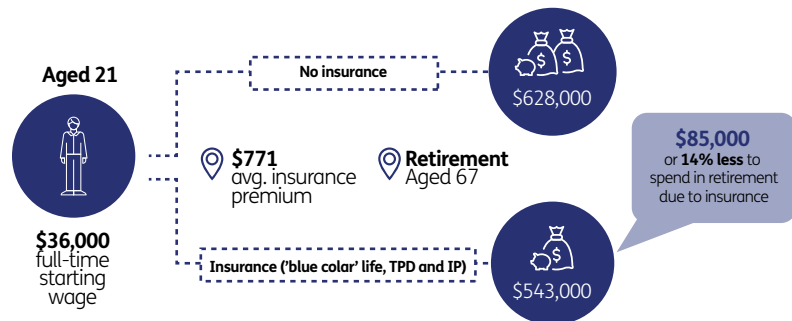 Aged 21
$36,000
full-time
starting
wage
No insurance
$771
avg. insurance
premium
Retirement
Aged 67
Insurance ('blue colar' life, TPD and IP)
$
$
$628,000
$
$543,000
$85,000
or 14% less to
spend in retirement
due to insurance